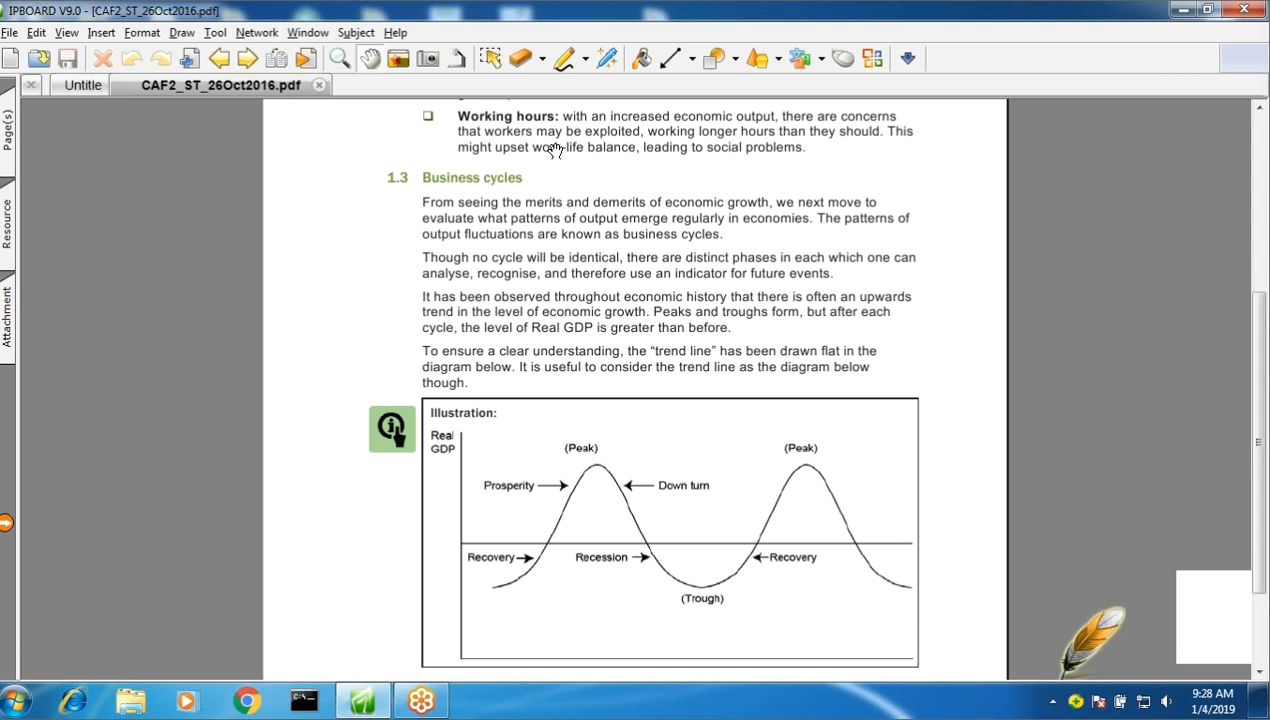 IPBOARD V9.0 - [CAF2_ST_26Oct2016.pdf]
File Edit View Insert Format Draw Tool Network Window Subject Help
Untitle CAF2_ST_26Oct2016.pdf
Page(s)
Resource
Attachment
Working hours: with an increased economic output, there are concerns
that workers may be exploited, working longer hours than they should. This
might upset work-life balance, leading to social problems.
1.3 Business cycles
From seeing the merits and demerits of economic growth, we next move to
evaluate what patterns of output emerge regularly in economies. The patterns of
output fluctuations are known as business cycles.
Though no cycle will be identical, there are distinct phases in each which one can
analyse, recognise, and therefore use an indicator for future events.
It has been observed throughout economic history that there is often an upwards
trend in the level of economic growth. Peaks and troughs form, but after each
cycle, the level of Real GDP is greater than before.
To ensure a clear understanding, the “trend line” has been drawn flat in the
diagram below. It is useful to consider the trend line as the diagram below
though.
Illustration:
Real
GDP
(Peak) (Peak)
Prosperity Down turn
Recovery Recession Recovery
(Trough)
9:28 AM
1/4/2019